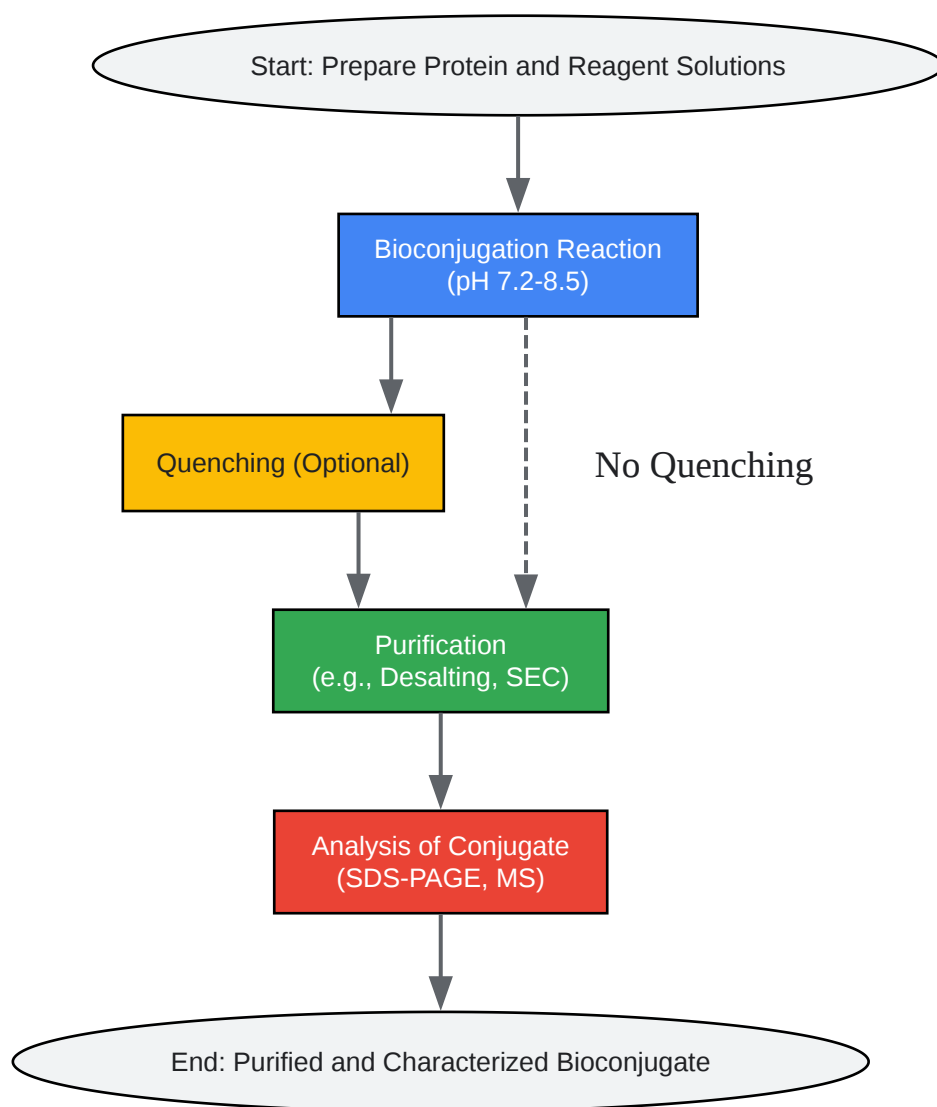 Start: Prepare Protein and Reagent Solutions
Bioconjugation Reaction
(pH 7.2-8.5)
Quenching (Optional)
No Quenching
Purification
(e.g., Desalting, SEC)
Analysis of Conjugate
(SDS-PAGE, MS)
End: Purified and Characterized Bioconjugate